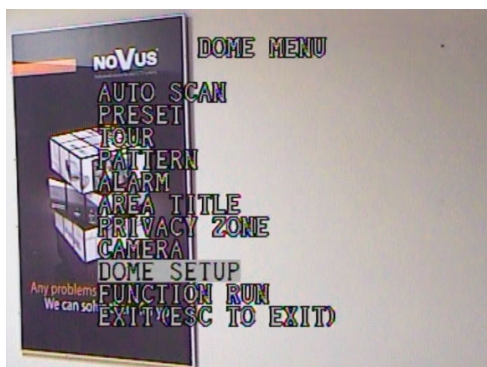 NOVUS
DOME MENU
AUTO SCAN
PRESET
TOUR
PATTERN
ALARM
AREA TITLE
PRIVACY ZONE
CAMERA
DOME SETUP
Any problems
FUNCTION RUN
We can sol
EXIT(ESC TO EXIT)